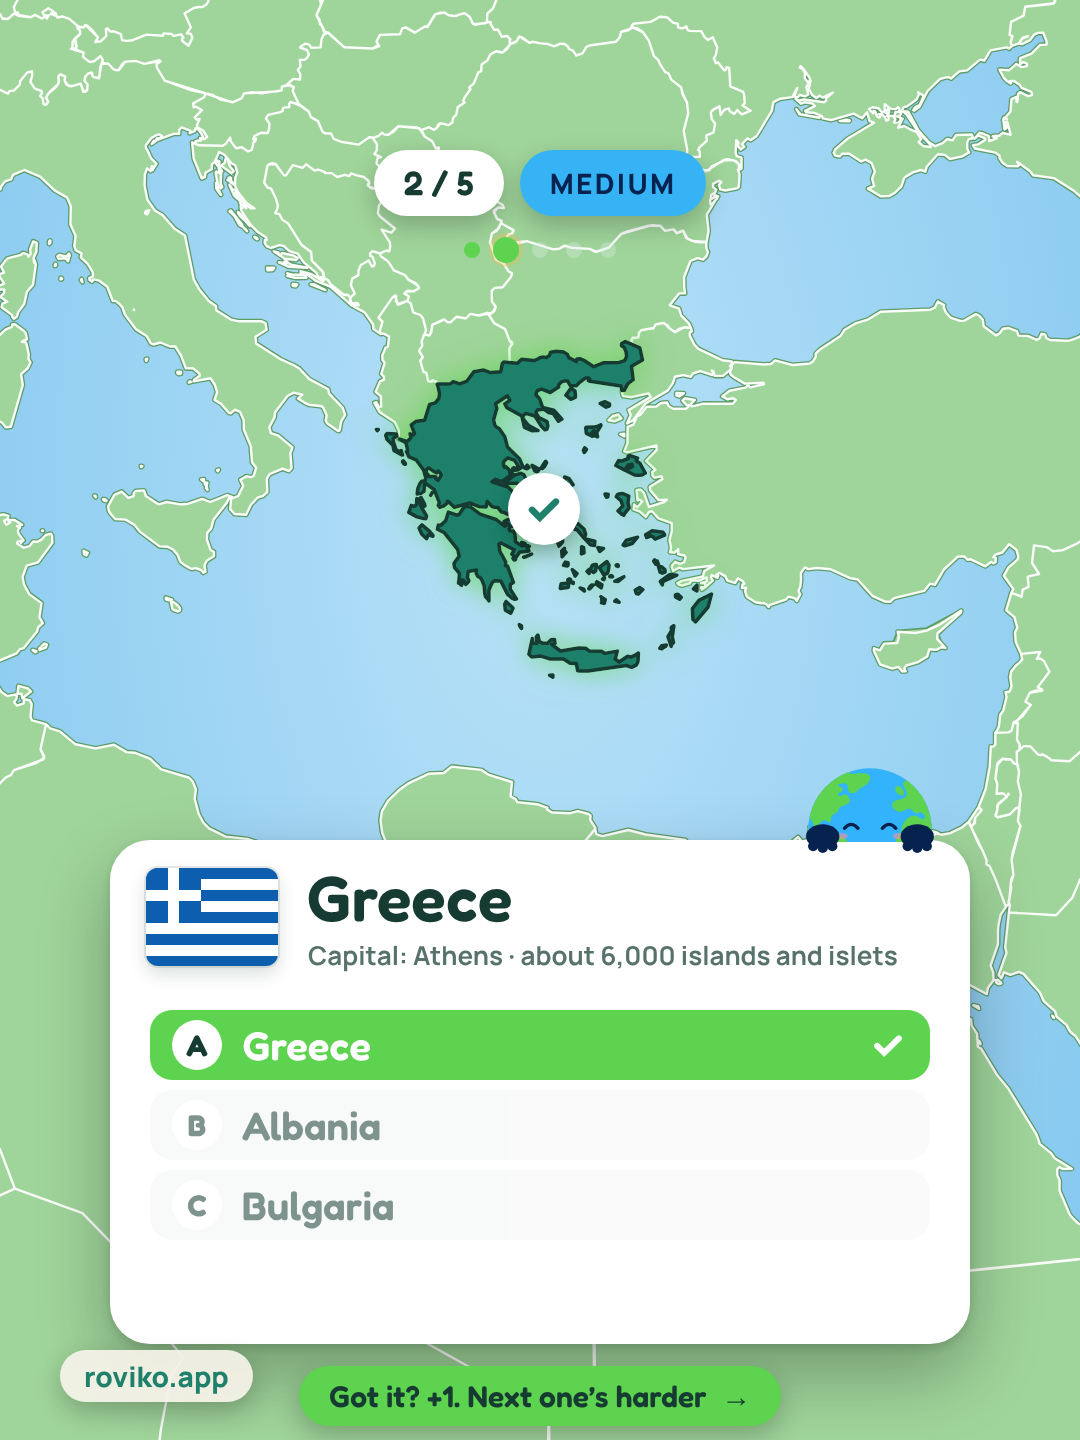 2 / 5
MEDIUM
Greece
Capital: Athens · about 6,000 islands and islets
A Greece
B Albania
C Bulgaria
roviko.app
Got it? +1. Next one’s harder →